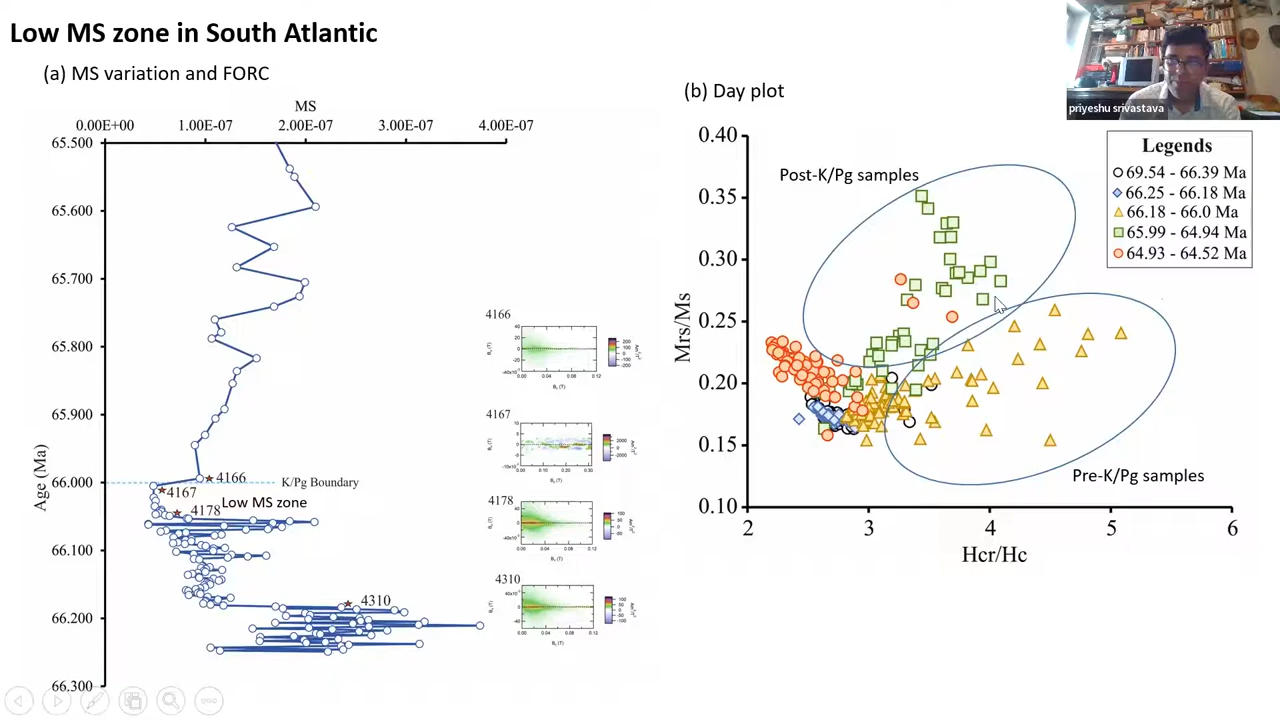 Low MS zone in South Atlantic
(a) MS variation and FORC
MS
0.00E+00 1.00E-07 2.00E-07 3.00E-07 4.00E-07
65.500
65.600
65.700
65.800
65.900
66.000
66.100
66.200
66.300
Age (Ma)
4166
K/Pg Boundary
4167
Low MS zone
4178
4310
4166
4167
4178
4310
(b) Day plot
Mrs/Ms
0.40
0.35
0.30
0.25
0.20
0.15
0.10
2 3 4 5 6
Hcr/Hc
Post-K/Pg samples
Pre-K/Pg samples
Legends
69.54 - 66.39 Ma
66.25 - 66.18 Ma
66.18 - 66.0 Ma
65.99 - 64.94 Ma
64.93 - 64.52 Ma
priyeshu srivastava